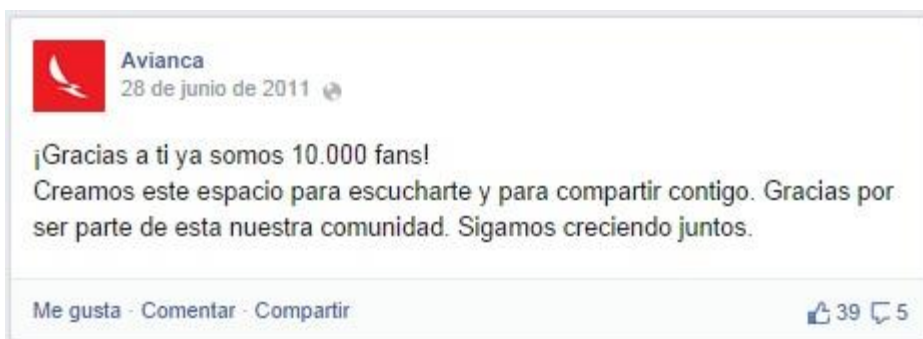 Avianca
28 de junio de 2011
¡Gracias a ti ya somos 10.000 fans!
Creamos este espacio para escucharte y para compartir contigo. Gracias por
ser parte de esta nuestra comunidad. Sigamos creciendo juntos.
Me gusta · Comentar · Compartir 39 5